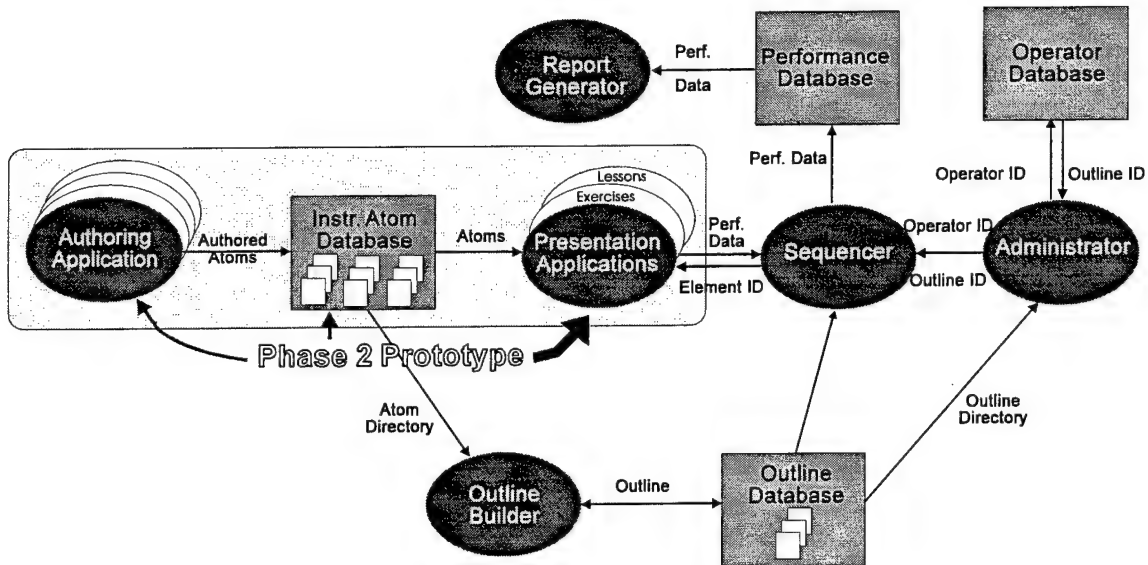 Report
Generator
Perf.
Data
Performance
Database
Operator
Database
Perf. Data
Operator ID
Outline ID
Lessons
Exercises
Authoring
Application
Authored
Atoms
Instr. Atom
Database
Atoms
Presentation
Applications
Perf.
Data
Element ID
Sequencer
Operator ID
Outline ID
Administrator
Phase 2 Prototype
Atom
Directory
Outline
Directory
Outline
Builder
Outline
Outline
Database